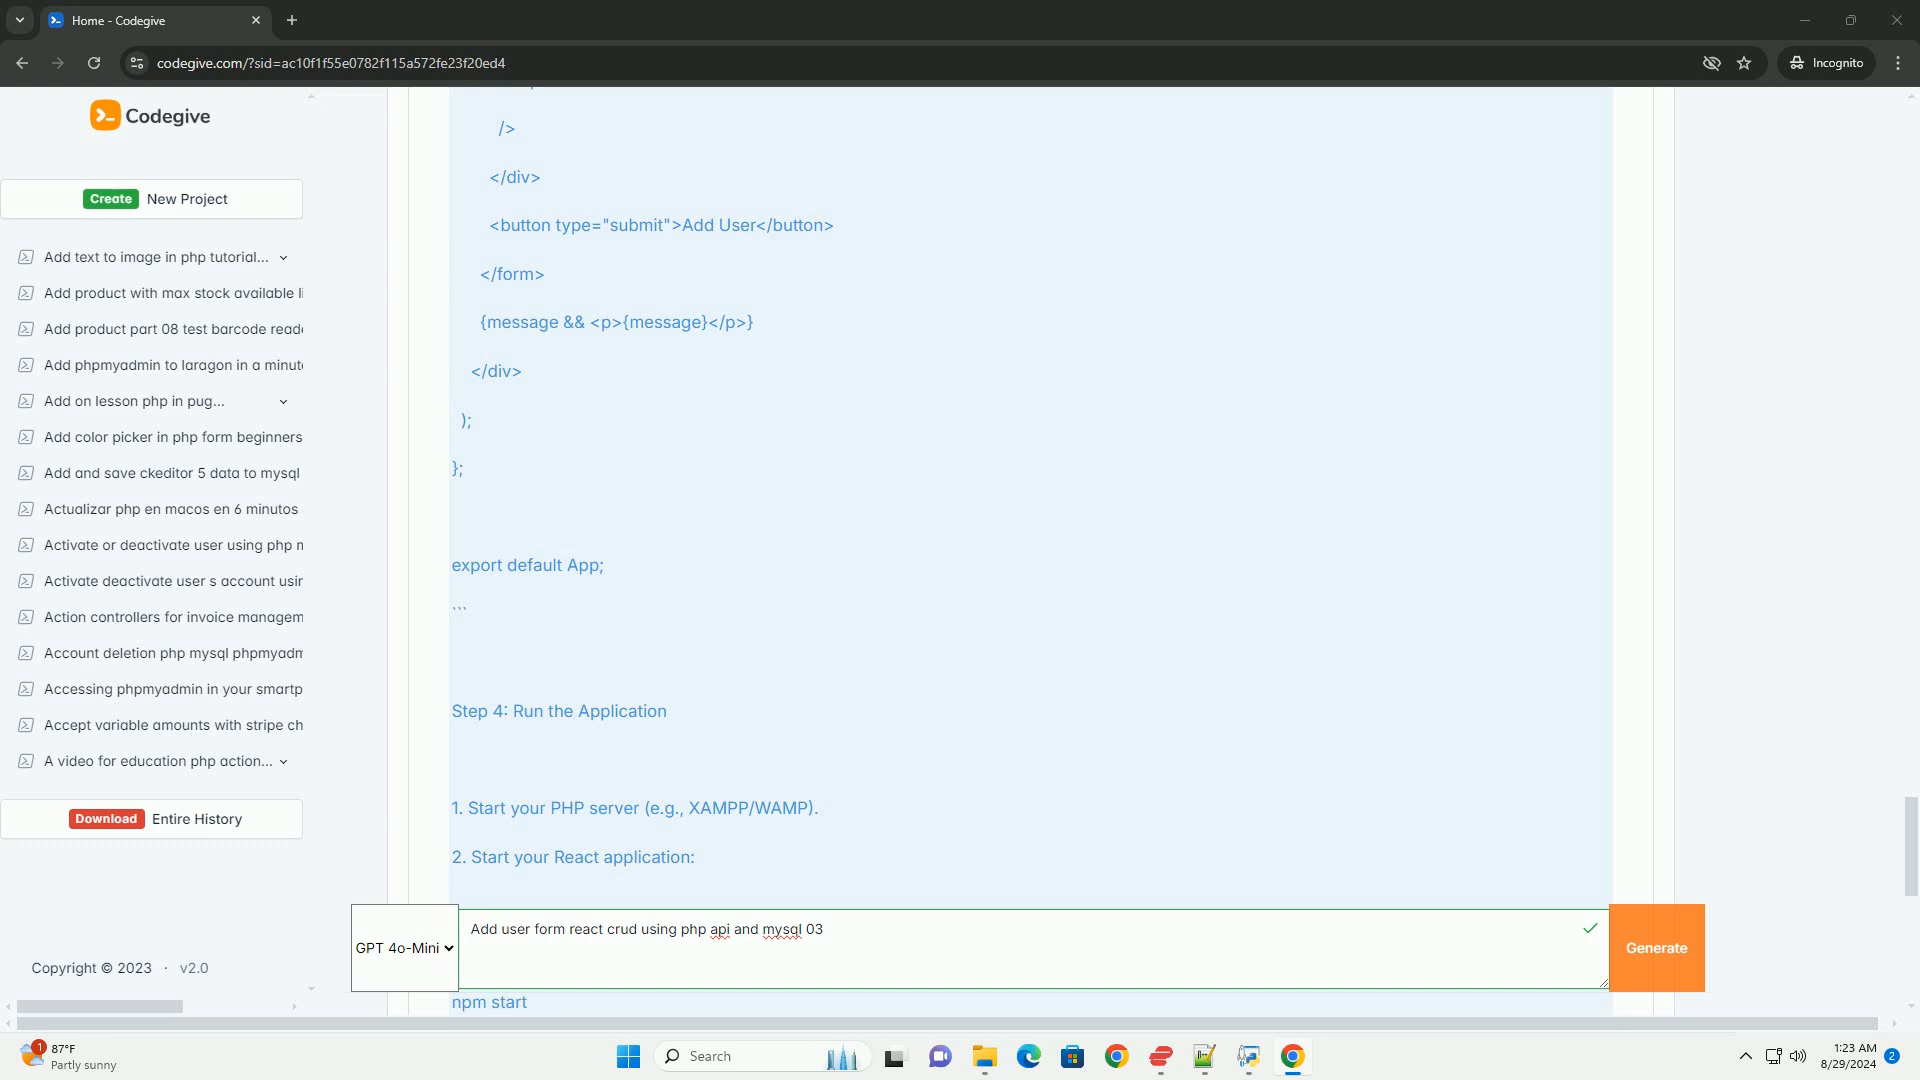 Home - Codegive
codegive.com/?sid=ac10f1f55e0782f115a572fe23f20ed4
Incognito
Codegive
Create New Project
Add text to image in php tutorial...
Add product with max stock available li
Add product part 08 test barcode reade
Add phpmyadmin to laragon in a minute
Add on lesson php in pug...
Add color picker in php form beginners
Add and save ckeditor 5 data to mysql
Actualizar php en macos en 6 minutos
Activate or deactivate user using php m
Activate deactivate user s account usin
Action controllers for invoice managem
Account deletion php mysql phpmyadm
Accessing phpmyadmin in your smartp
Accept variable amounts with stripe ch
A video for education php action...
Download Entire History
Copyright © 2023 · v2.0
/>
</div>
<button type="submit">Add User</button>
</form>
{message && <p>{message}</p>}
</div>
);
};
export default App;
```
Step 4: Run the Application
1. Start your PHP server (e.g., XAMPP/WAMP).
2. Start your React application:
GPT 4o-Mini
Add user form react crud using php api and mysql 03
Generate
npm start
1
87°F
Partly sunny
Search
1:23 AM
8/29/2024
2